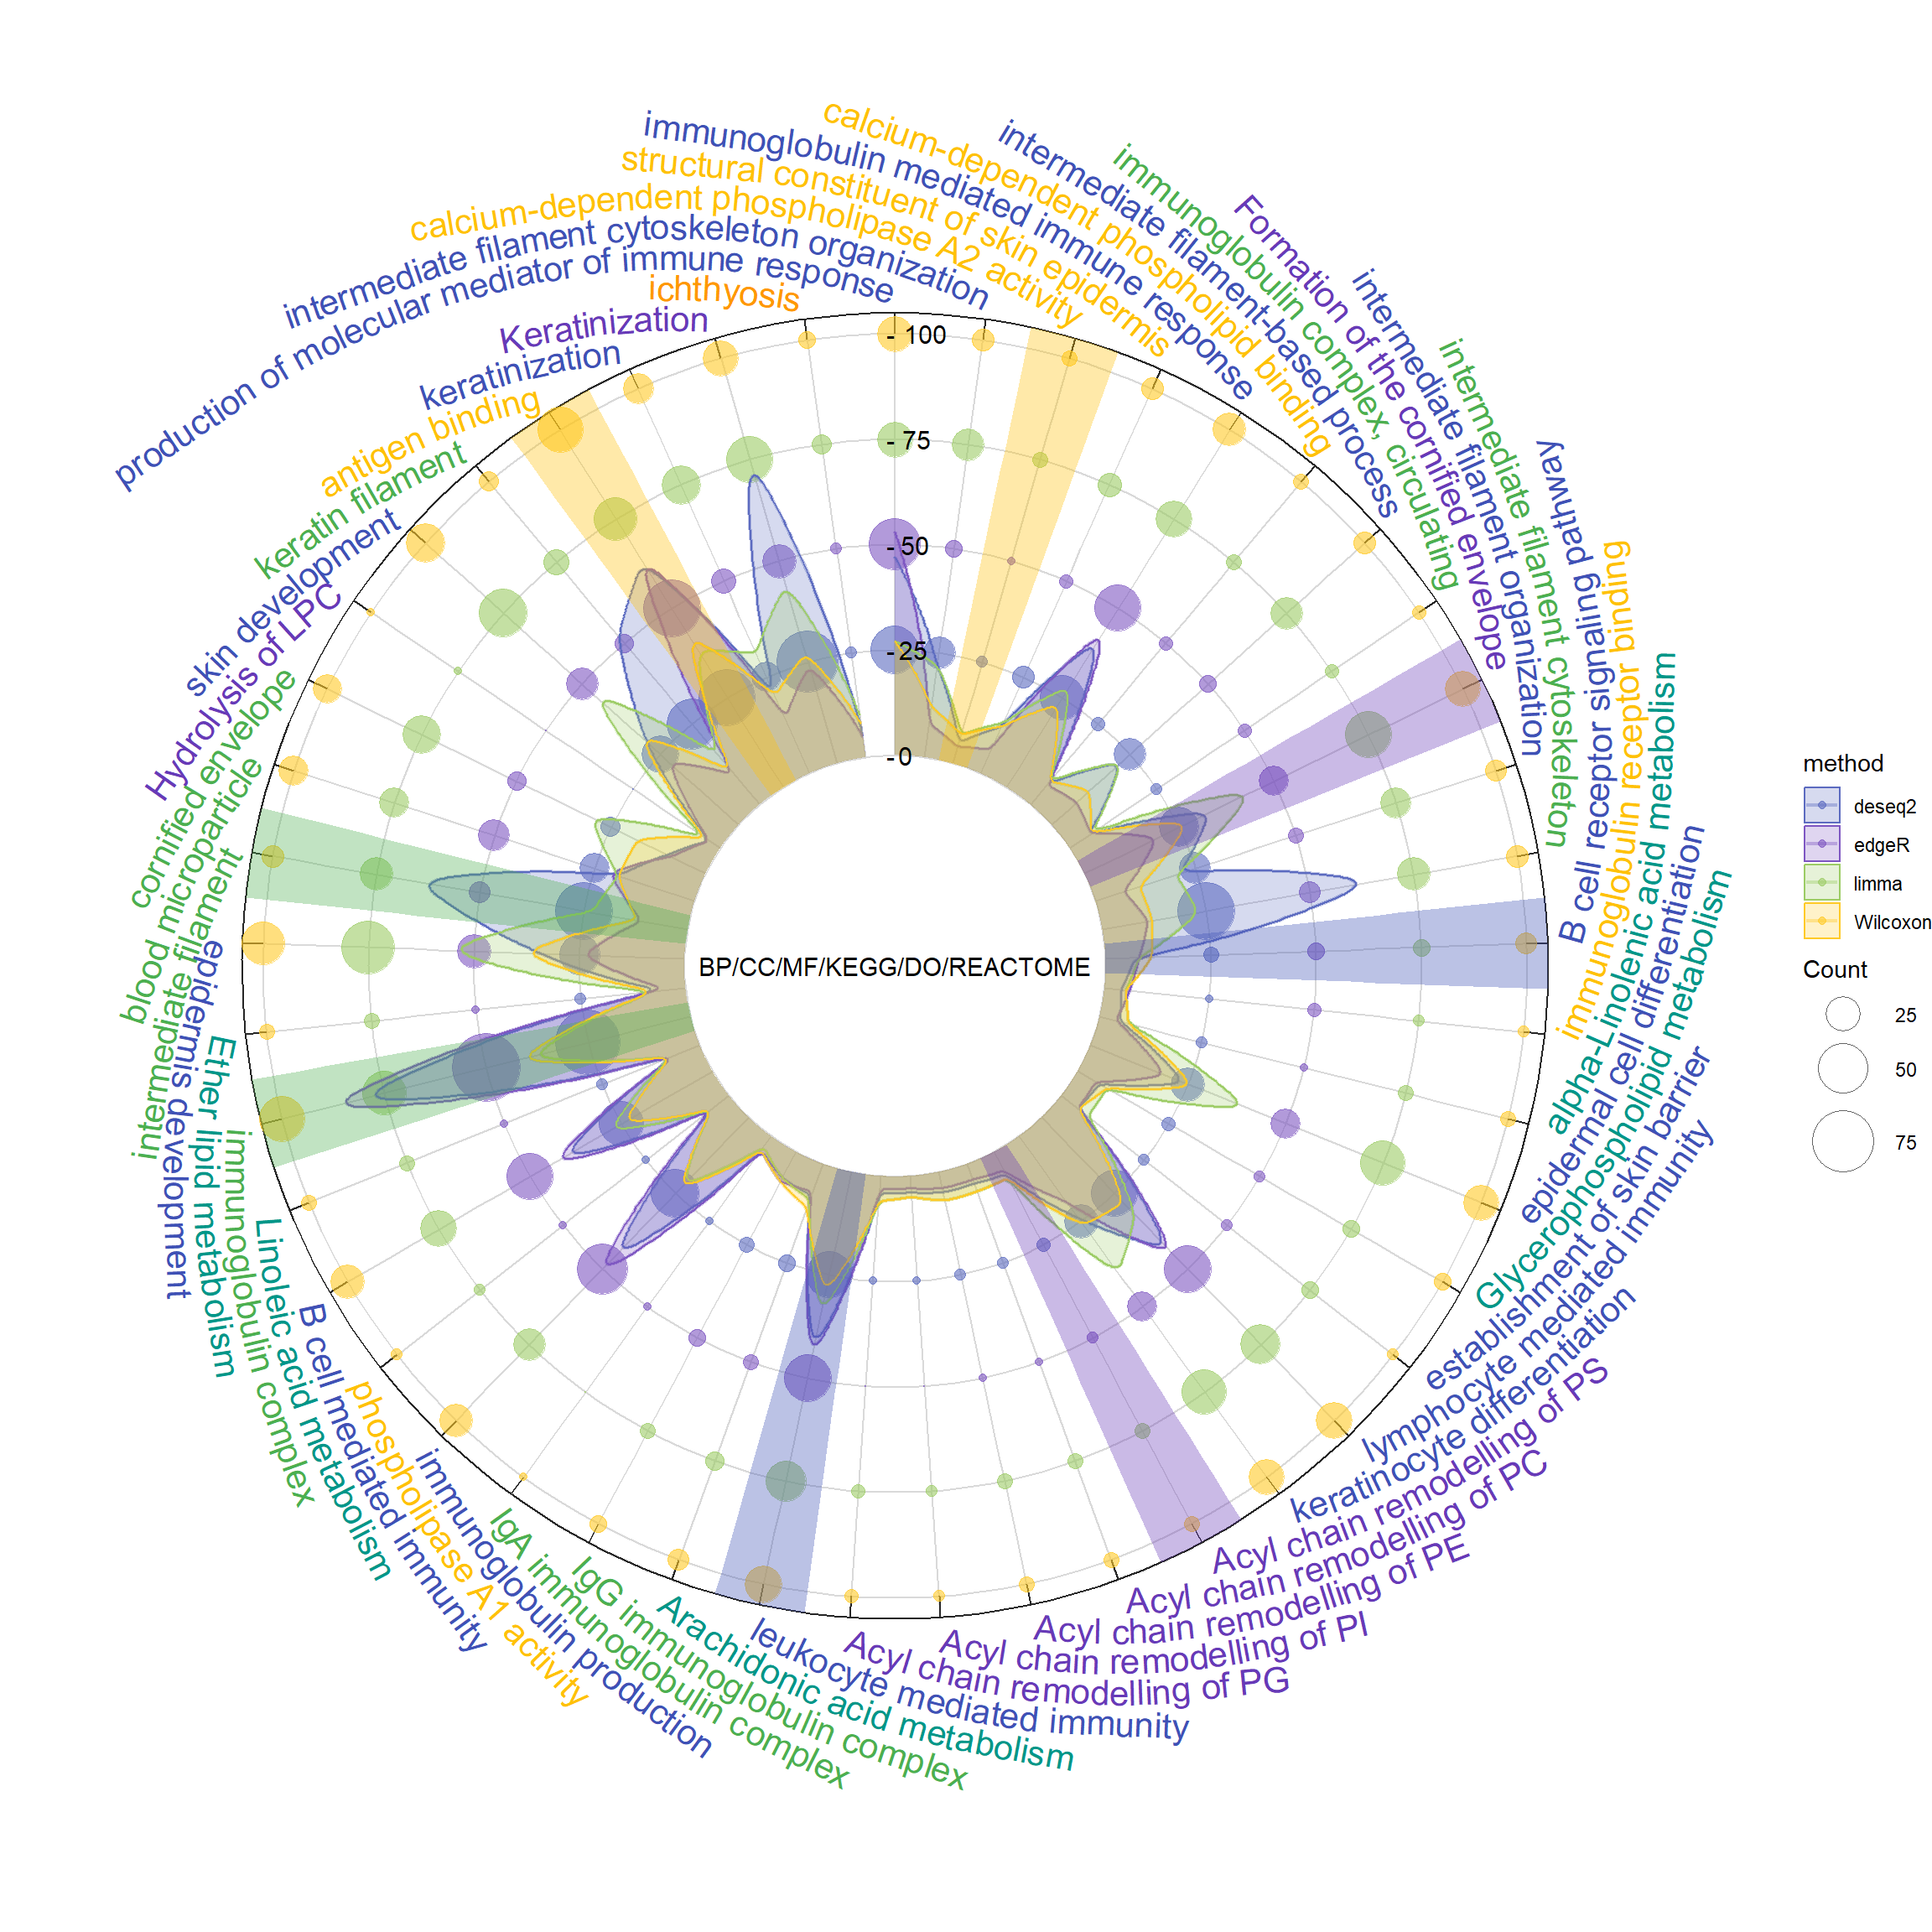 calcium-dependent phospholipid binding
immunoglobulin mediated immune response
structural constituent of skin epidermis
calcium-dependent phospholipase A2 activity
intermediate filament cytoskeleton organization
production of molecular mediator of immune response
ichthyosis
Keratinization
keratinization
antigen binding
keratin filament
skin development
Hydrolysis of LPC
cornified envelope
blood microparticle
intermediate filament
epidermis development
Ether lipid metabolism
immunoglobulin complex
Linoleic acid metabolism
B cell mediated immunity
phospholipase A1 activity
immunoglobulin production
IgA immunoglobulin complex
IgG immunoglobulin complex
Arachidonic acid metabolism
leukocyte mediated immunity
Acyl chain remodelling of PG
Acyl chain remodelling of PI
Acyl chain remodelling of PE
Acyl chain remodelling of PC
Acyl chain remodelling of PS
keratinocyte differentiation
lymphocyte mediated immunity
establishment of skin barrier
Glycerophospholipid metabolism
epidermal cell differentiation
alpha-Linolenic acid metabolism
immunoglobulin receptor binding
B cell receptor signaling pathway
intermediate filament cytoskeleton
intermediate filament organization
Formation of the cornified envelope
immunoglobulin complex, circulating
intermediate filament-based process
- 100
- 75
- 50
- 25
- 0
BP/CC/MF/KEGG/DO/REACTOME
method
deseq2
edgeR
limma
Wilcoxon
Count
25
50
75